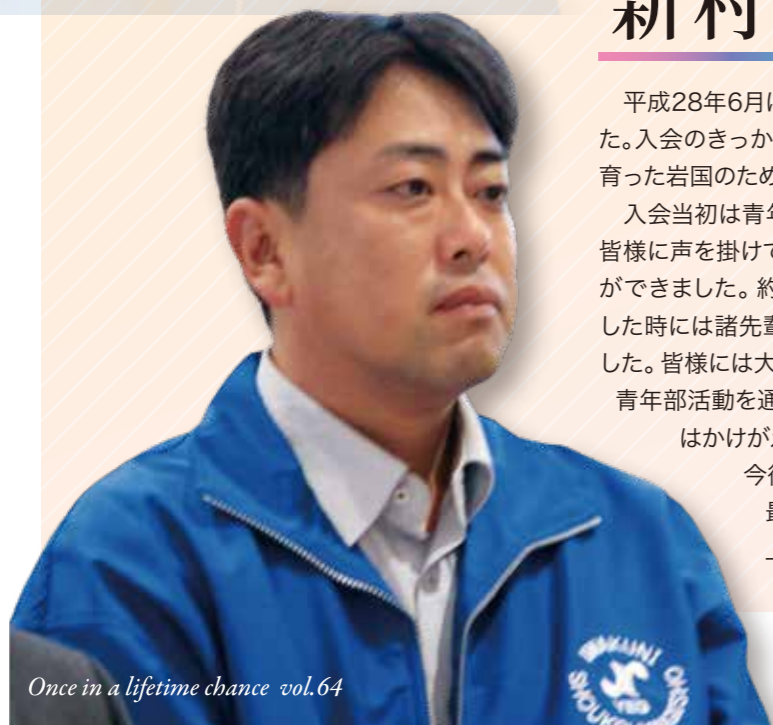 新村
平成28年6月
た。入会のきっか
育った岩国のため
入会当初は青年
皆様に声を掛けて
ができました。約
した時には諸先輩
した。皆様には大
青年部活動を通
はかけが
今後
Once in a lifetime chance vol.64
IWAKUNI
YEG